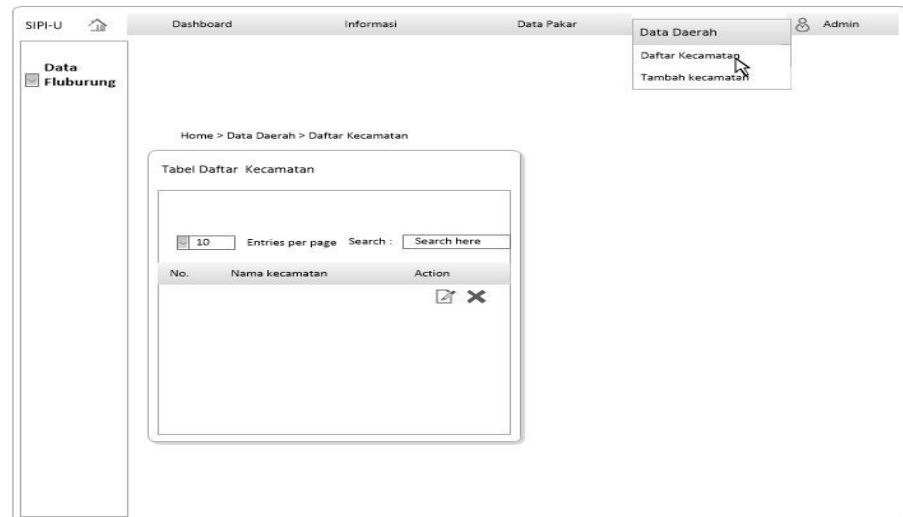 SIPI-U Dashboard Informasi Data Pakar Data Daerah Admin
Daftar Kecamatan
Tambah kecamatan
Data
Fluburung
Home > Data Daerah > Daftar Kecamatan
Tabel Daftar Kecamatan
10 Entries per page Search : Search here
No. Nama kecamatan Action